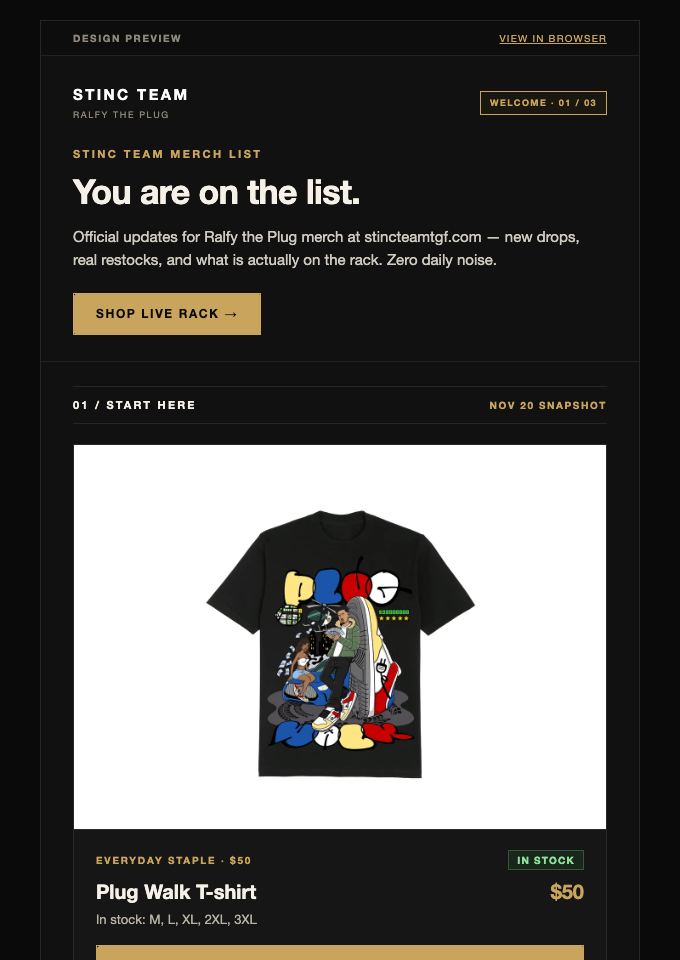 DESIGN PREVIEW
VIEW IN BROWSER
STINC TEAM
RALFY THE PLUG
WELCOME · 01 / 03
STINC TEAM MERCH LIST
You are on the list.
Official updates for Ralfy the Plug merch at stincteamtgf.com — new drops,
real restocks, and what is actually on the rack. Zero daily noise.
SHOP LIVE RACK →
01 / START HERE
NOV 20 SNAPSHOT
PLUG
EVERYDAY STAPLE · $50
IN STOCK
Plug Walk T-shirt
$50
In stock: M, L, XL, 2XL, 3XL